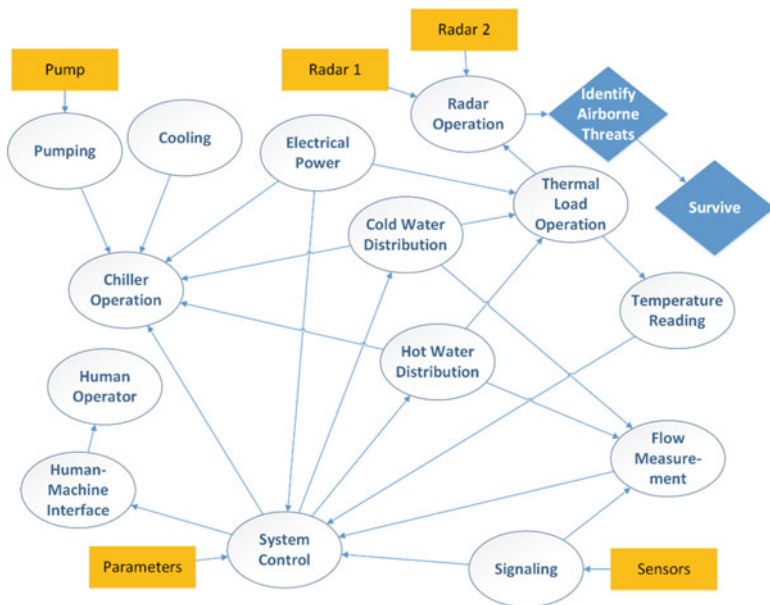 Radar 2
Pump
Radar 1
Identify
Airborne
Threats
Radar
Operation
Pumping
Cooling
Electrical
Power
Thermal
Load
Operation
Survive
Cold Water
Distribution
Chiller
Operation
Temperature
Reading
Hot Water
Distribution
Human
Operator
Flow
Measure-
ment
Human-
Machine
Interface
System
Control
Parameters
Signaling
Sensors